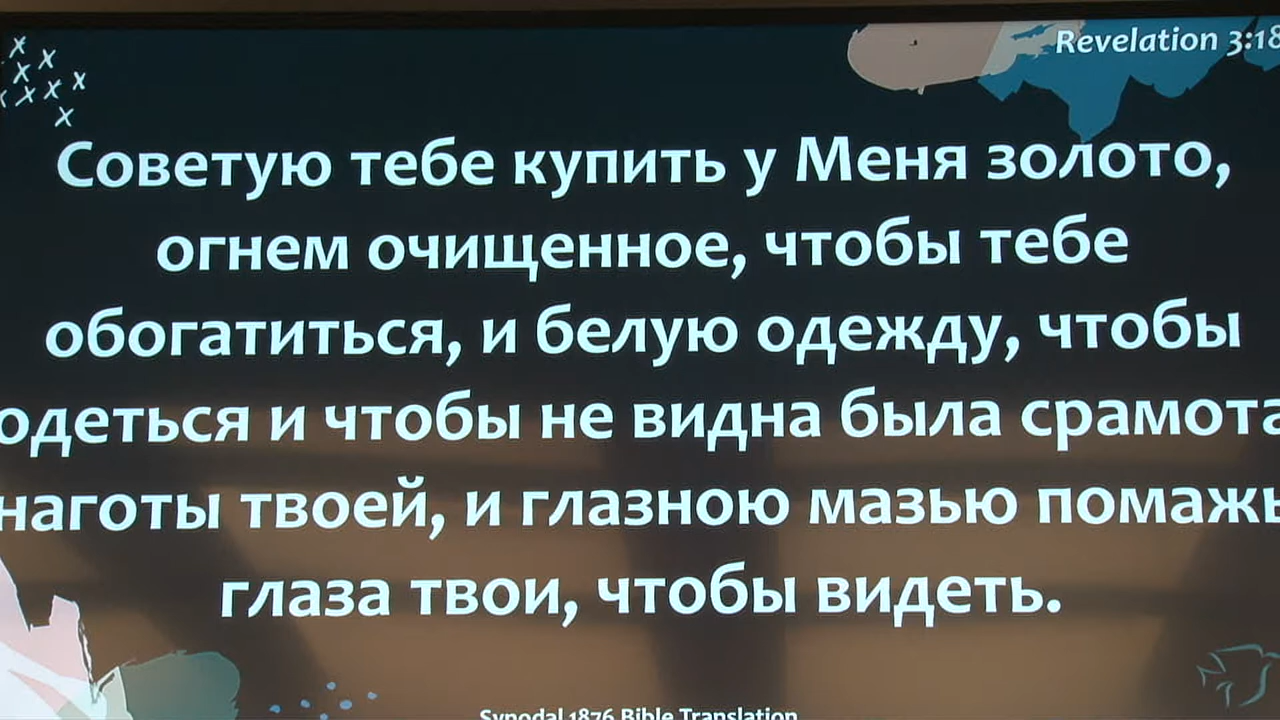 Revelation 3:18
Советую тебе купить у Меня золото,
огнем очищенное, чтобы тебе
обогатиться, и белую одежду, чтобы
одеться и чтобы не видна была срамота
наготы твоей, и глазною мазью помажь
глаза твои, чтобы видеть.
Synodal 1876 Bible Translation